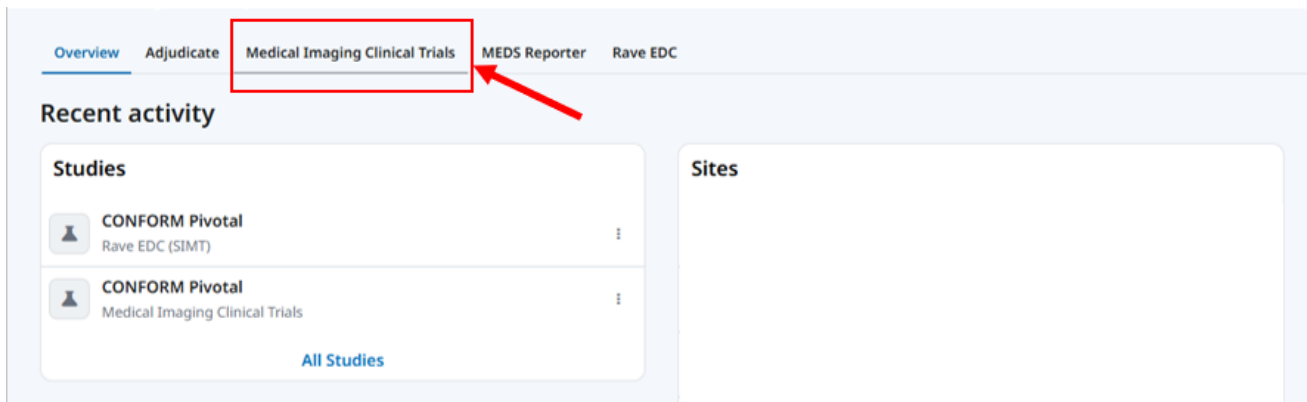 Overview Adjudicate Medical Imaging Clinical Trials MEDS Reporter Rave EDC
Recent activity
Studies
CONFORM Pivotal
Rave EDC (SIMT)
CONFORM Pivotal
Medical Imaging Clinical Trials
All Studies
Sites